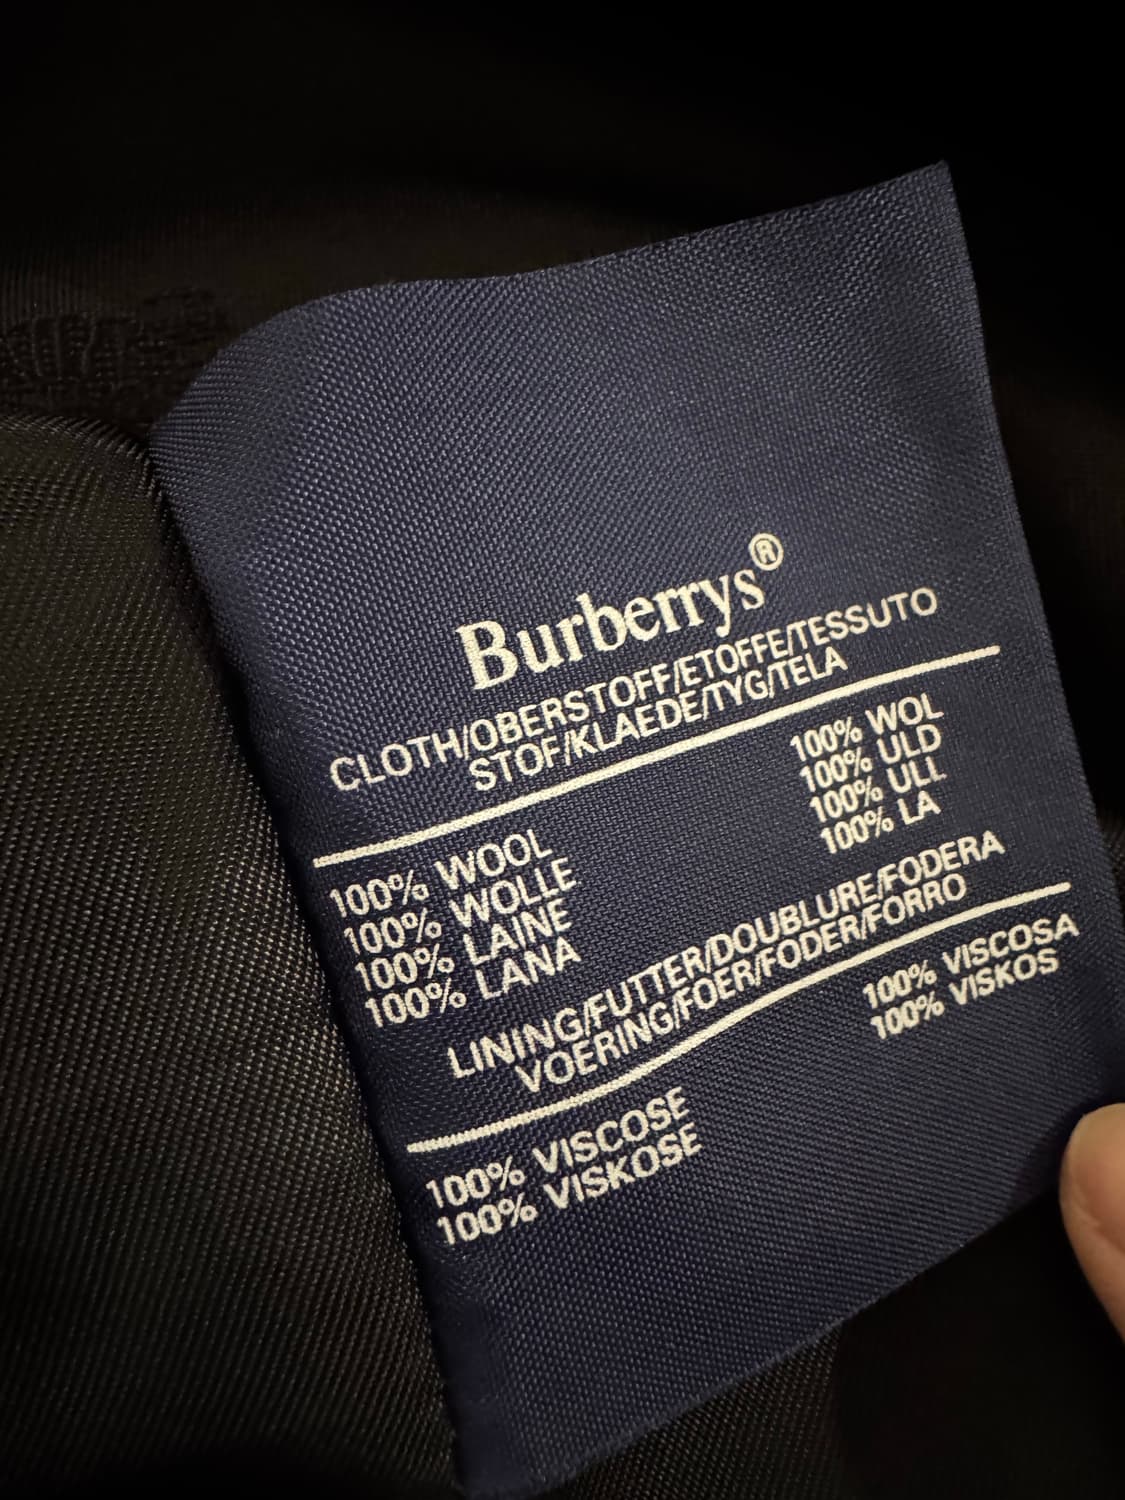 Burberrys®
CLOTH/OBERSTOFF/ETOFFE/TESSUTO
STOF/KLAEDE/TYG/TELA
100% WOOL
100% WOLLE
100% LAINE
100% LANA
100% WOL
100% ULD
100% ULL
100% LA
LINING/FUTTER/DOUBLURE/FODERA
VOERING/FOER/FODER/FORRO
100% VISCOSE
100% VISKOSE
100% VISCOSA
100% VISKOS